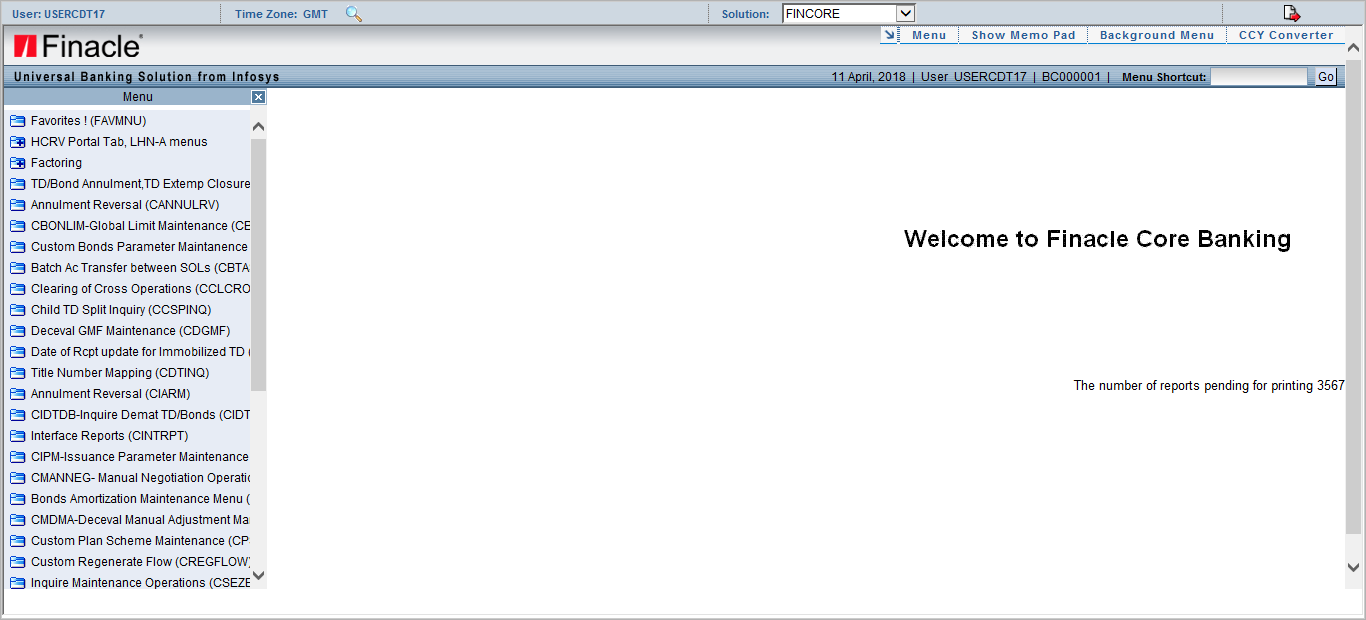 User: USERCDT17 Time Zone: GMT Solution: FINCORE
Finacle
Menu Show Memo Pad Background Menu CCY Converter
Universal Banking Solution from Infosys 11 April, 2018 | User USERCDT17 | BC000001 | Menu Shortcut: Go
Menu
Favorites ! (FAVMNU)
HCRV Portal Tab, LHN-A menus
Factoring
TD/Bond Annulment,TD Extemp Closure
Annulment Reversal (CANNULRV)
CBONLIM-Global Limit Maintenance (CE
Custom Bonds Parameter Maintanence
Batch Ac Transfer between SOLs (CBTA
Clearing of Cross Operations (CCLCRO
Child TD Split Inquiry (CCSPINQ)
Deceval GMF Maintenance (CDGMF)
Date of Rcpt update for Immobilized TD (
Title Number Mapping (CDTINQ)
Annulment Reversal (CIARM)
CIDTDB-Inquire Demat TD/Bonds (CIDT
Interface Reports (CINTRPT)
CIPM-Issuance Parameter Maintenance
CMANNEG- Manual Negotiation Operatio
Bonds Amortization Maintenance Menu (
CMDMA-Deceval Manual Adjustment Ma
Custom Plan Scheme Maintenance (CP
Custom Regenerate Flow (CREGFLOW)
Inquire Maintenance Operations (CSEZE
Welcome to Finacle Core Banking
The number of reports pending for printing 3567